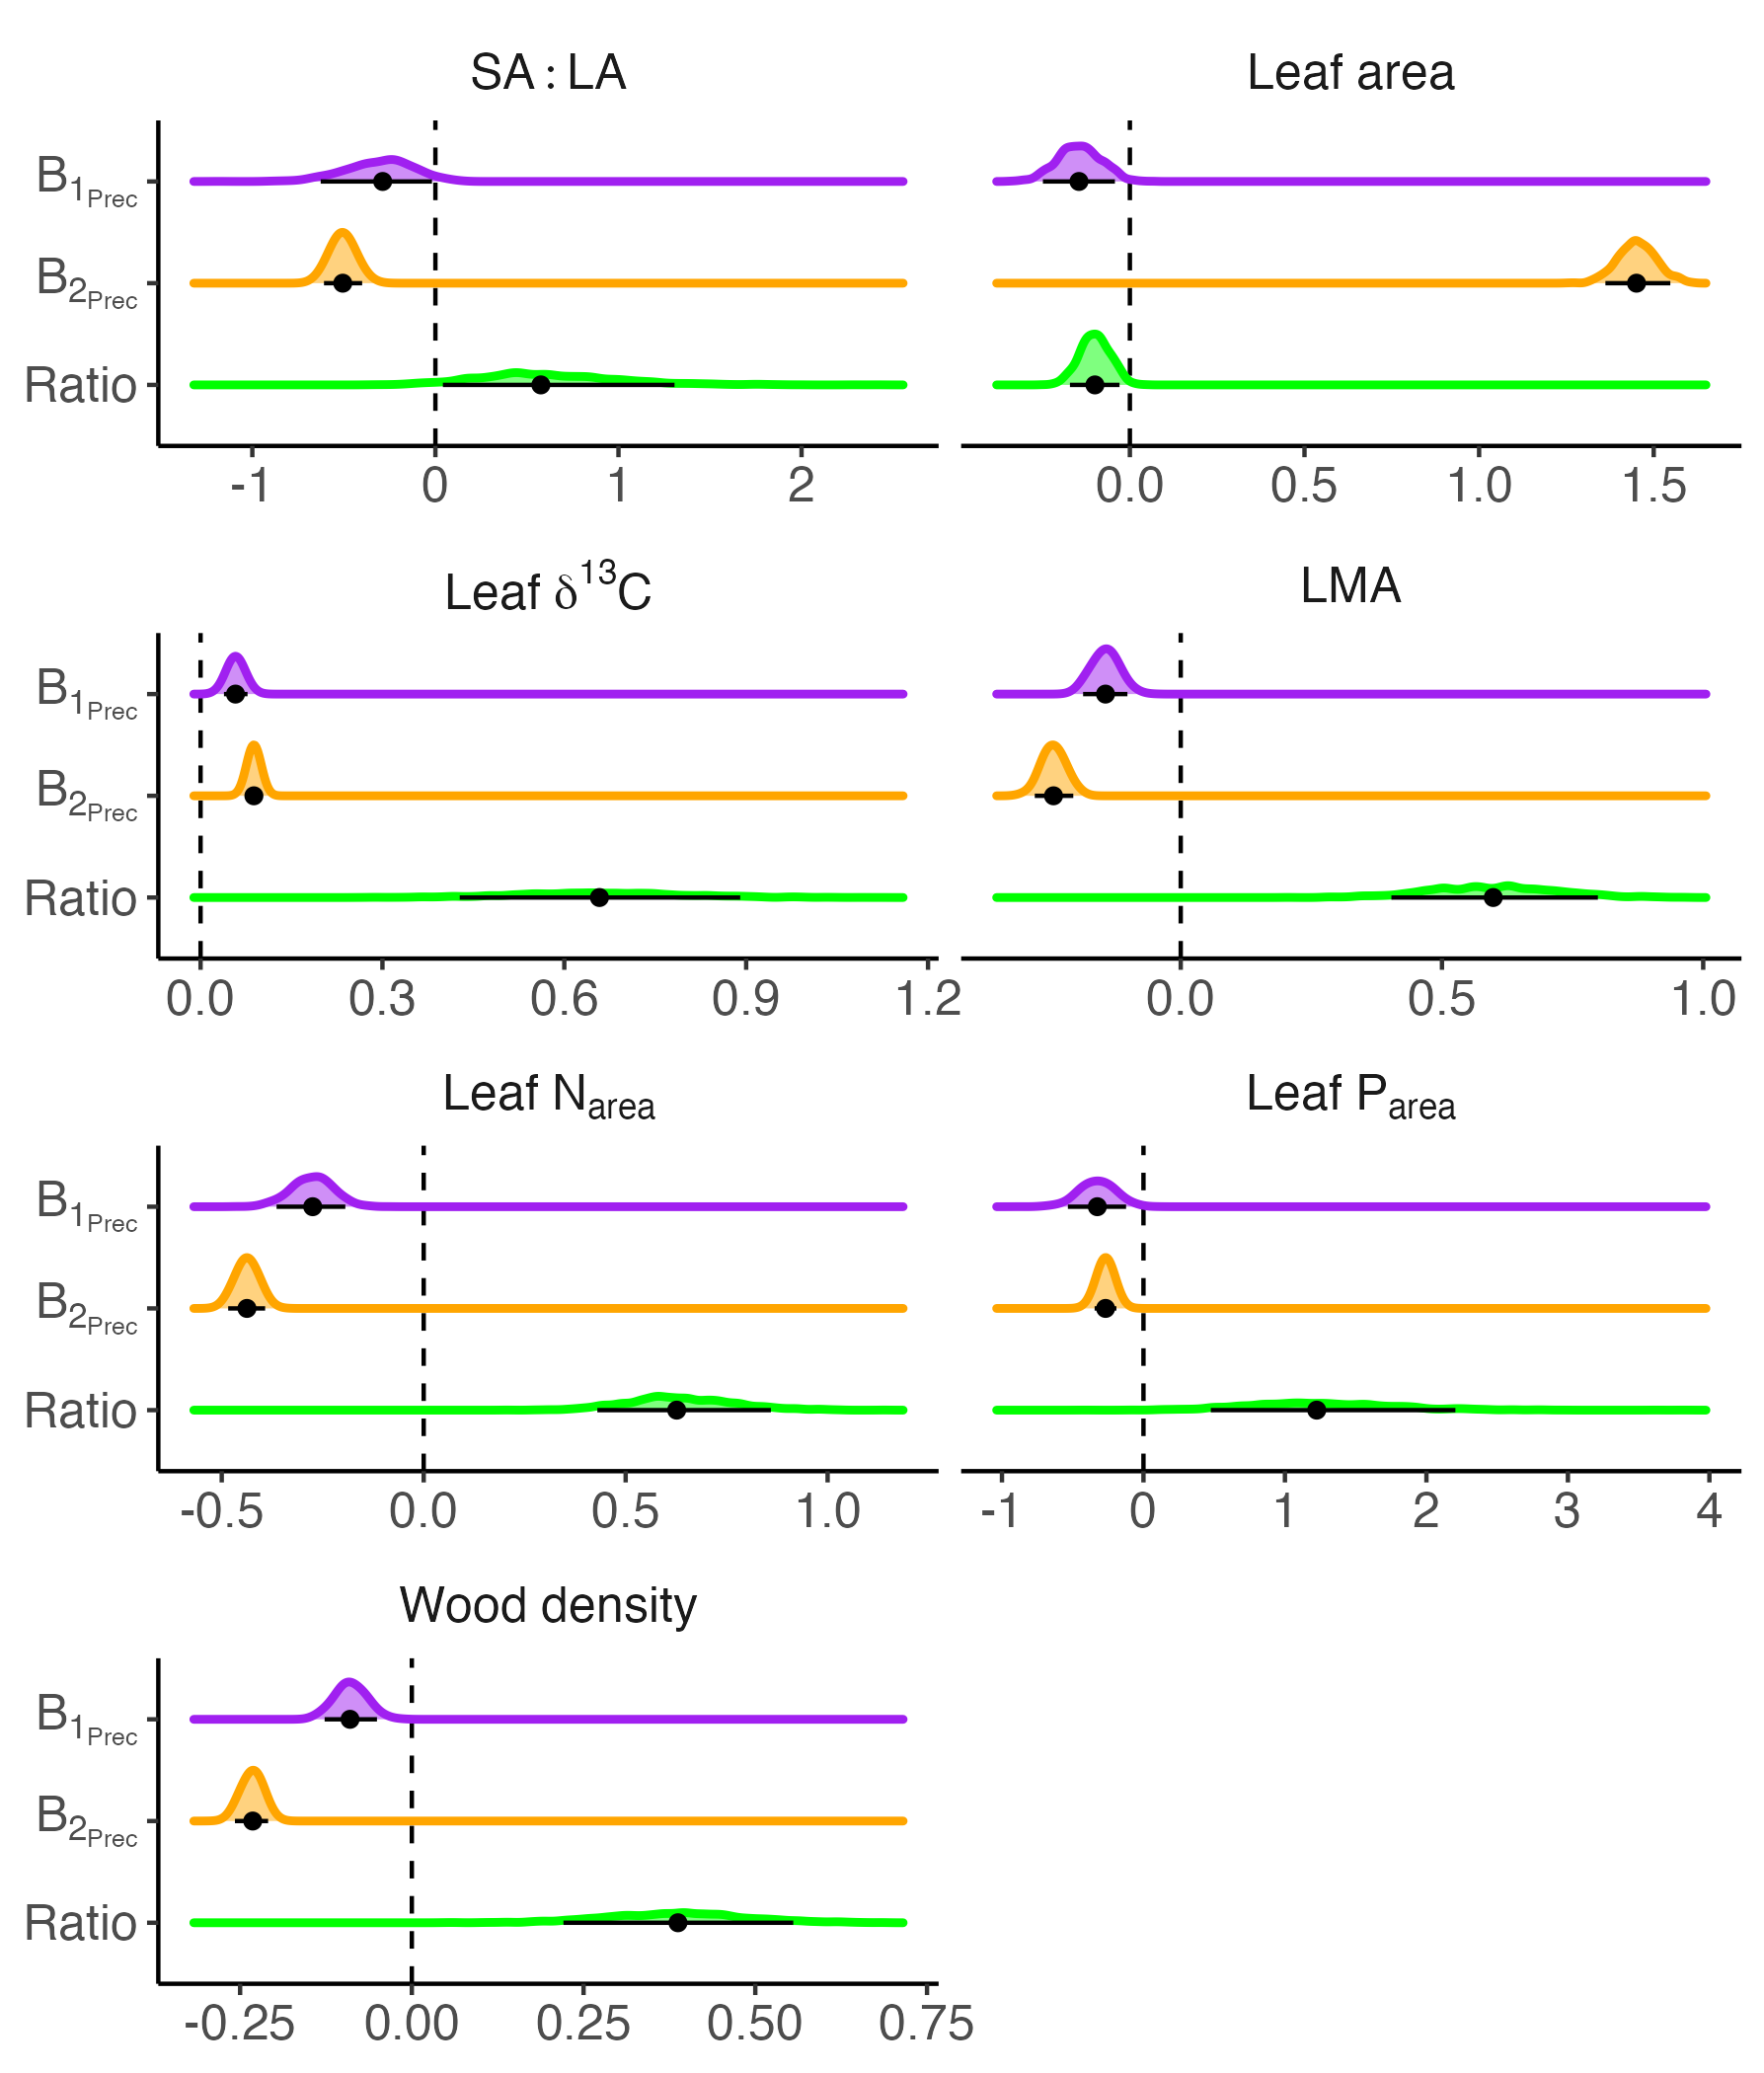 SA : LA
Leaf area
B1Prec
B2Prec
Ratio
-1 0 1 2
0.0 0.5 1.0 1.5
Leaf δ13C
LMA
B1Prec
B2Prec
Ratio
0.0 0.3 0.6 0.9 1.2
0.0 0.5 1.0
Leaf Narea
Leaf Parea
B1Prec
B2Prec
Ratio
-0.5 0.0 0.5 1.0
-1 0 1 2 3 4
Wood density
B1Prec
B2Prec
Ratio
-0.25 0.00 0.25 0.50 0.75